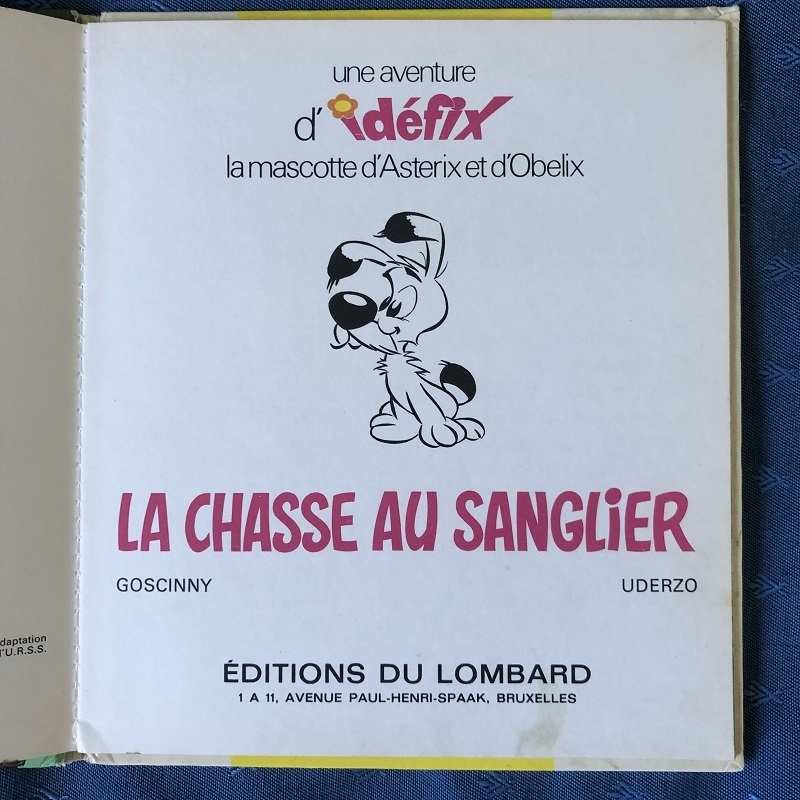 une aventure
d'idéfix
la mascotte d'Asterix et d'Obelix
LA CHASSE AU SANGLiER
GOSCINNY UDERZO
daptation
l'U.R.S.S.
ÉDITIONS DU LOMBARD
1 A 11, AVENUE PAUL-HENRI-SPAAK, BRUXELLES